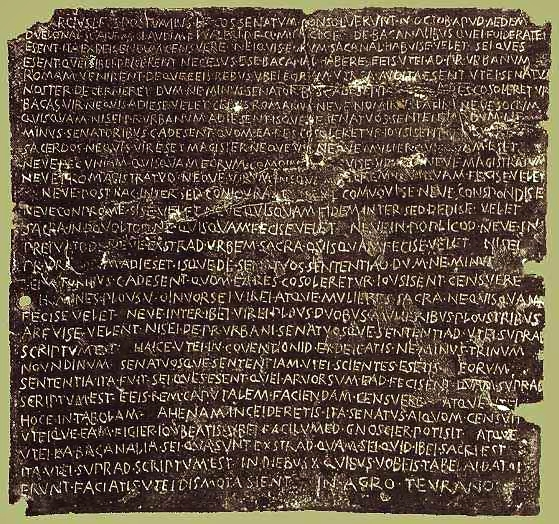 MARCIVS·L·F·S·POSTVMIVS·L·F·COS·SENATVM·CONSOLVERVNT·N·OCTOB·APVD·AEDEM
DVELONAI·SC·ARF·M·CLAVDI·M·F·L·VALERI·P·F·Q·MINVCI·C·F·DE·BACANALIBVS·QVEI·FOIDERATEI
ESENT·ITA·EXDEICENDVM·CENSVERE·NEIQVIS·EORVM·SACANAL·HABVISE·VELET·SEI·QVES
ESENT·QVEI·SIBEI·DEICERENT·NECESVS·ESE·BACANAL·HABERE·EEIS·VTEI·AD·PR·VRBANVM
ROMAM·VENIRENT·DEQVE·EEIS·REBVS·VBEI·EORVM·VTR·A·AVDITA·ESENT·VTEI·SENATVS
NOSTER·DECERNERET·DVM·NE·MINVS·SENATORBVS·C·ADESENT·RES·COSOLERETVR
BACAS·VIR·NEQVIS·ADIESE·VELET·CEIVIS·ROMANVS·NEVE·NOMINVS·LATINI·NEVE·SOCIVM
QVISQVAM·NISEI·PR·VRBANVM·ADIESENT·ISQVE·DE·SENATVOS·SENTENTIAD·DVM·NE
MINVS·SENATORIBVS·C·ADESENT·QVOM·EA·RES·COSOLERETVR·IOVSISENT
SACERDOS·NEQVIS·VIR·ESET·MAGISTER·NEQVE·VIR·NEQVE·MVLIER·QVISQVAM·ESET
NEVE·PECVNIAM·QVISQVAM·EORVM·COMOINEM·HABVISE·VELET·NEVE·MAGISTRATVM
NEVE·PRO·MAGISTRATVD·NEQVE·VIRVM·NEQVE·MVLIEREM·QVISQVAM·FECISE·VELET
NEVE·POST·HAC·INTER·SED·CONIOVRASE·NEVE·COMVOVISE·NEVE·CONSPONDISE
NEVE·CONPROMESISE·VELET·NEVE·QVISQVAM·FIDEM·INTER·SED·DEDISE·VELET
SACRA·IN·OQVOLTOD·NE·QVISQVAM·FECISE·VELET·NEVE·IN·POPLICOD·NEVE·IN
PREIVATOD·NEVE·EXSTRAD·VRBEM·SACRA·QVISQVAM·FECISE·VELET·NISEI
PR·ADIESET·ISQVE·DE·SENATVOS·SENTENTIAD·DVM·NE·MINVS
SENATORIBVS·C·ADESENT·QVOM·EA·RES·COSOLERETVR·IOVSISENT·CENSVERE
HOMINES·PLOVS·V·OINVORSEI·VIREI·ATQVE·MVLIERES·SACRA·NE·QVISQVAM
FECISE·VELET·NEVE·INTER·IBEI·VIREI·PLOVS·DVOBVS·MVLIERIBVS·PLOVS·TRIBVS
ARFVISE·VELENT·NISEI·DE·PR·VRBANI·SENATVOSQVE·SENTENTIAD·VTEI·SVPRAD
SCRIPTVM·EST·HAICE·VTEI·IN·COVENTIONID·EXDEICATIS·NE·MINVS·TRINVM
NOVNDINVM·SENATVOSQVE·SENTENTIAM·VTEI·SCIENTES·ESETIS·EORVM
SENTENTIA·ITA·FVIT·SEI·QVES·ESENT·QVEI·ARVORSVM·EAD·FECISENT·QVAM·SVPRAD
SCRIPTVM·EST·EEIS·REM·CAPVTALEM·FACIENDAM·CENSVERE·ATQVE·VTEI
HOCE·IN·TABOLAM·AHENAM·INCEIDERETIS·ITA·SENATVS·AIQVOM·CENSVIT
VTEIQVE·EAM·FIGIER·IOVBEATIS·VBEI·FACILVMED·GNOSCIER·POTISIT·ATQVE
VTEI·EA·BACANALIA·SEI·QVA·SVNT·EXSTRAD·QVAM·SEI·QVID·IBEI·SACRI·EST
ITA·VTEI·SVPRAD·SCRIPTVM·EST·IN·DIEBVS·X·QVIBVS·VOBEIS·TABELAI·DATAI
ERVNT·FACIATIS·VTEI·DISMOTA·SIENT·IN·AGRO·TEVRANO